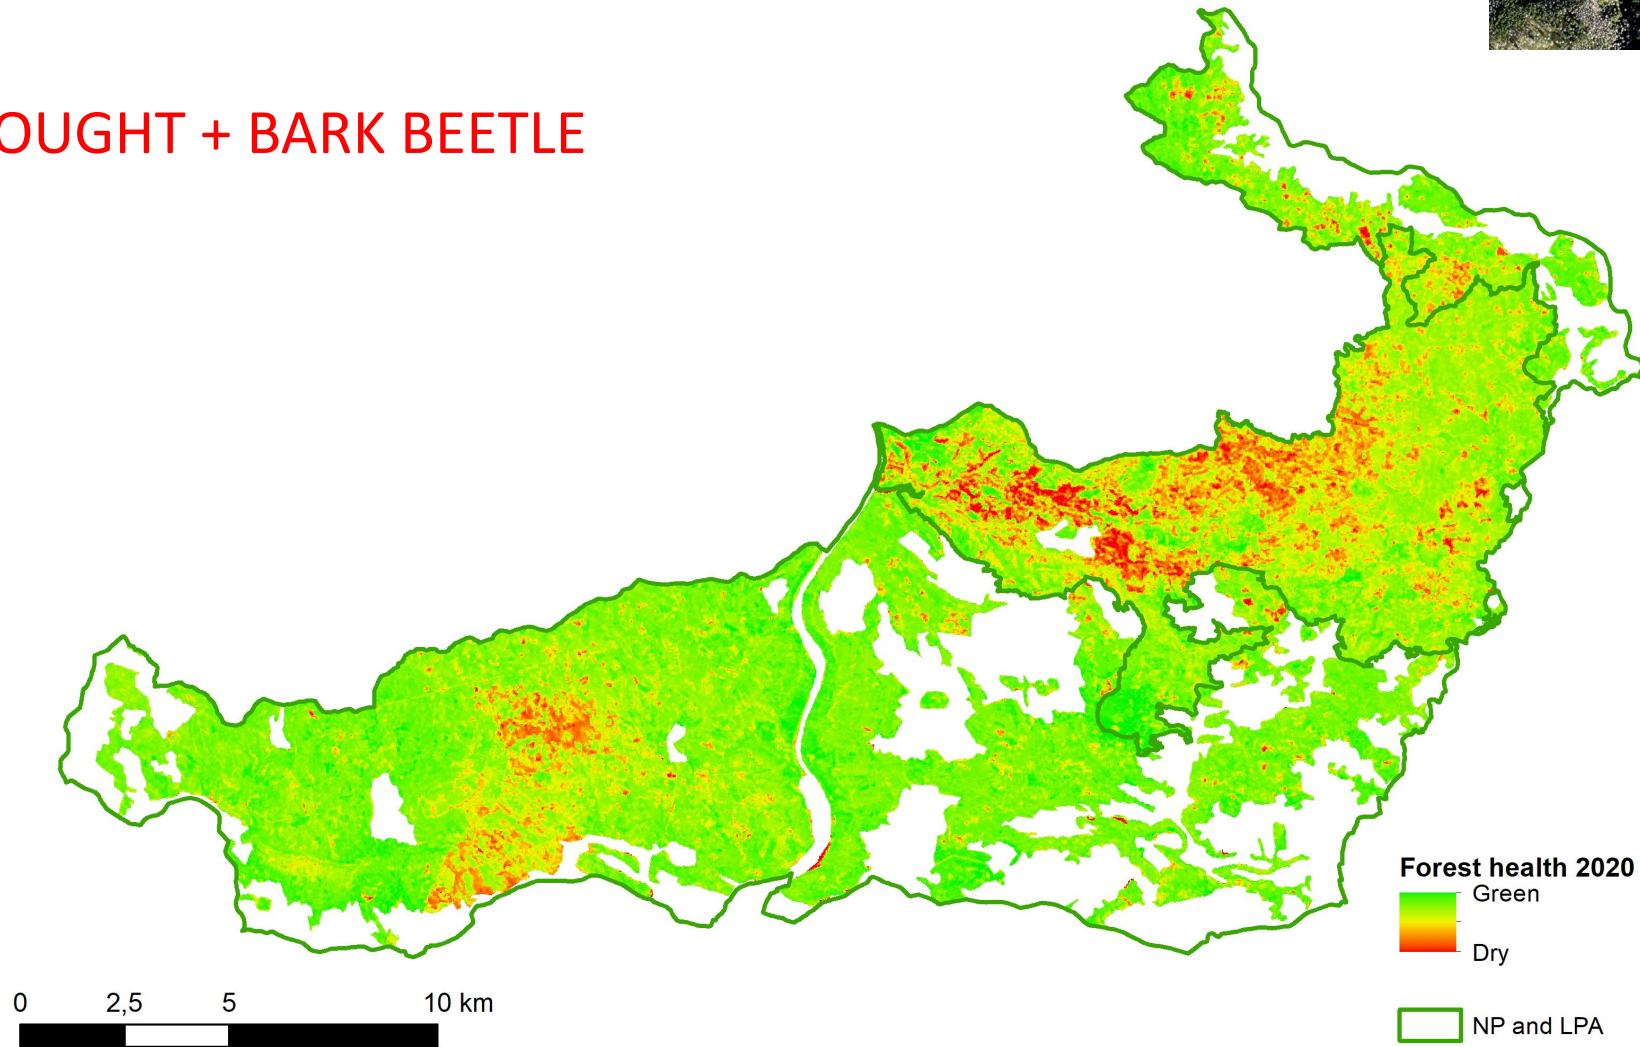 OUGHT + BARK BEETLE
Forest health 2020
Green
Dry
0 2,5 5 10 km
NP and LPA